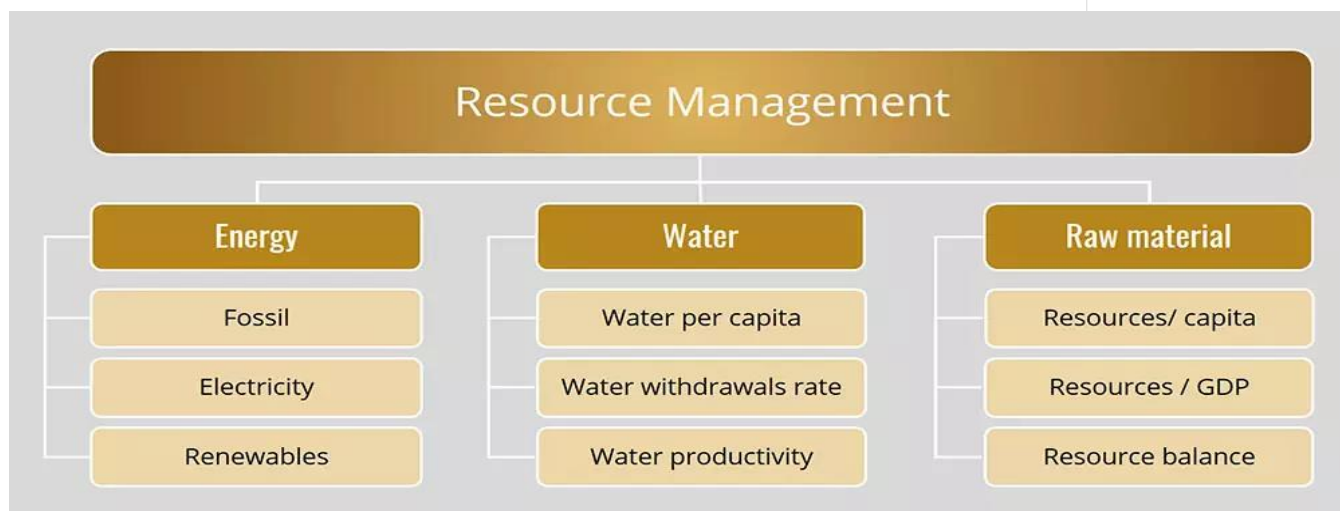 Resource Management
Energy
Fossil
Electricity
Renewables
Water
Water per capita
Water withdrawals rate
Water productivity
Raw material
Resources/ capita
Resources / GDP
Resource balance